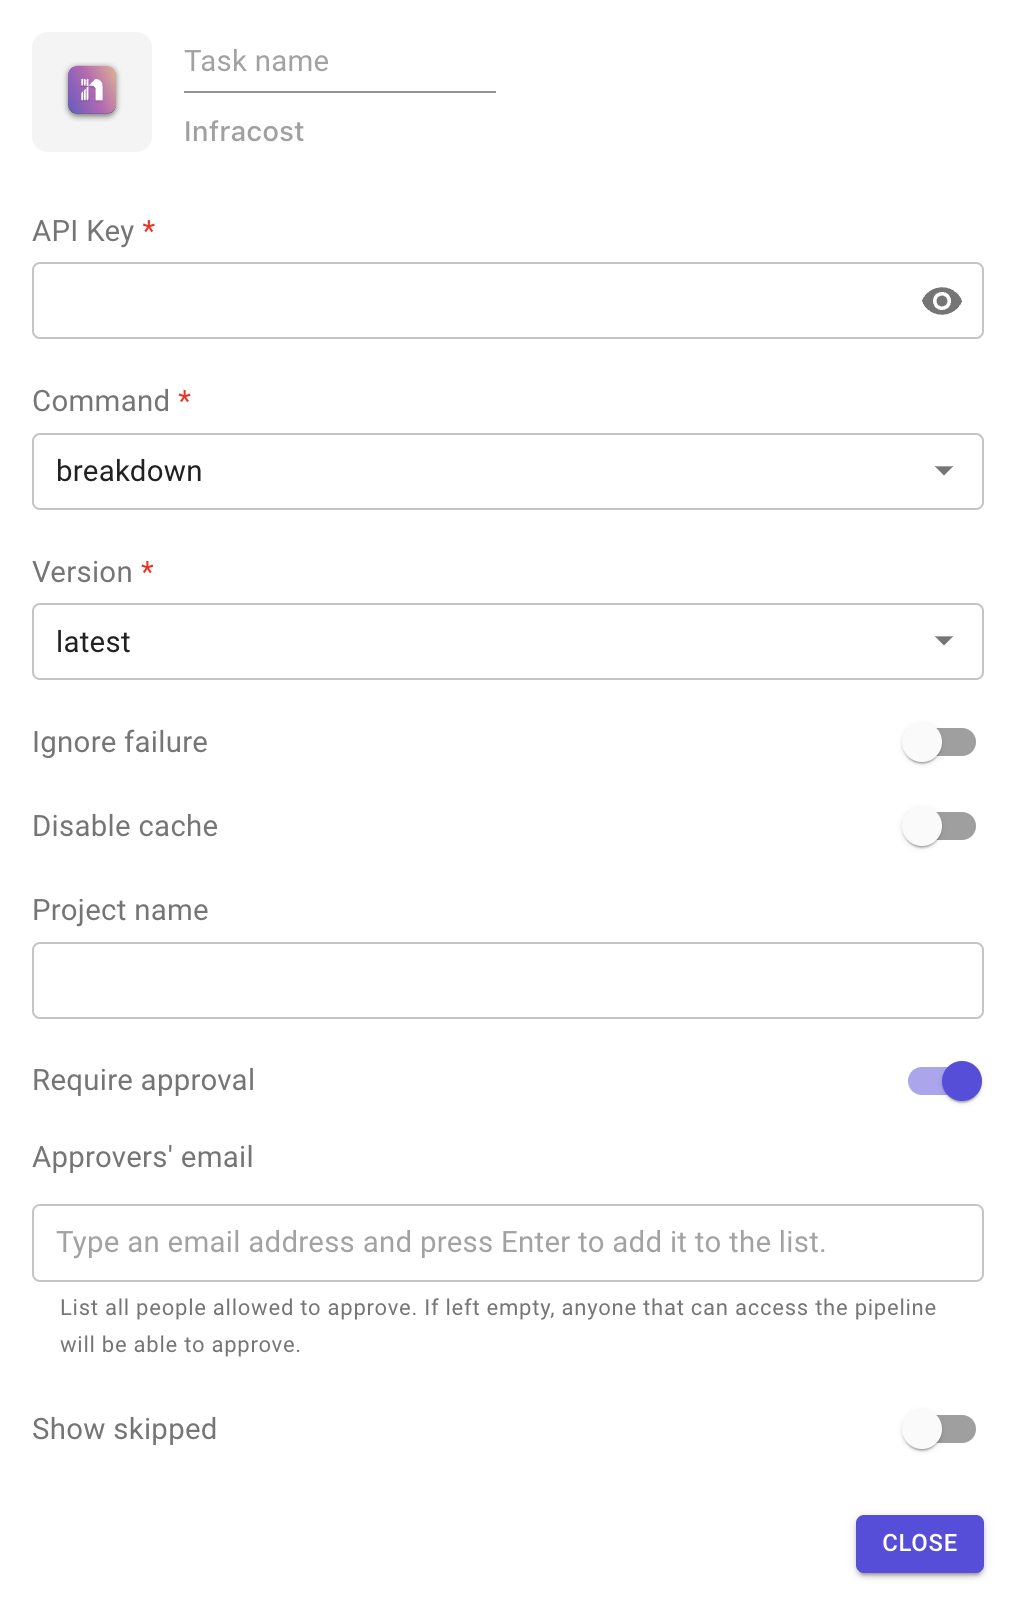 Task name
Infracost
API Key *
Command *
breakdown
Version *
latest
Ignore failure
Disable cache
Project name
Require approval
Approvers' email
Type an email address and press Enter to add it to the list.
List all people allowed to approve. If left empty, anyone that can access the pipeline
will be able to approve.
Show skipped
CLOSE